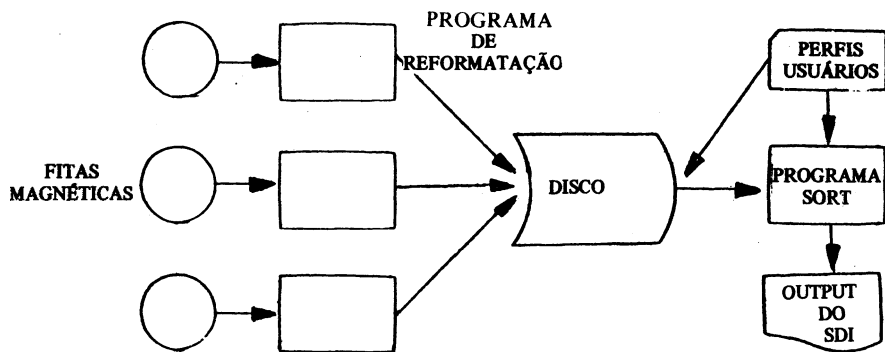 PROGRAMA
DE
REFORMATAÇÃO
PERFIS
USUÁRIOS
FITAS
MAGNÉTICAS
DISCO
PROGRAMA
SORT
OUTPUT
DO
SDI